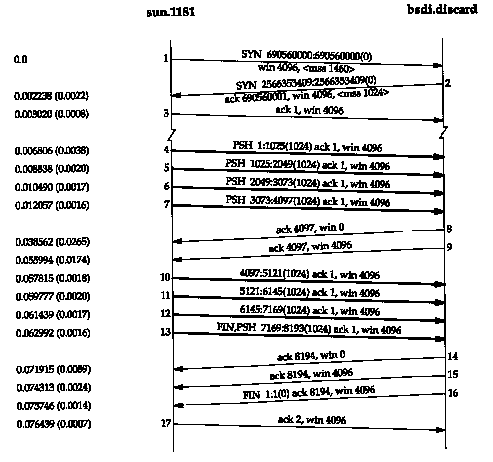 sun.1181 bsdi.discard
0.0 1 SYN 690560000:690560000(0)
win 4096, <mss 1460>
SYN 2566353409:2566353409(0) 2
0.002238 (0.0022) ack 690560001, win 4096, <mss 1024>
0.003020 (0.0008) 3 ack 1, win 4096
0.006806 (0.0038) 4 PSH 1:1025(1024) ack 1, win 4096
0.008838 (0.0020) 5 PSH 1025:2049(1024) ack 1, win 4096
0.010490 (0.0017) 6 PSH 2049:3073(1024) ack 1, win 4096
0.012057 (0.0016) 7 PSH 3073:4097(1024) ack 1, win 4096
ack 4097, win 0 8
0.038562 (0.0265) ack 4097, win 4096 9
0.055994 (0.0174)
0.057815 (0.0018) 10 4097:5121(1024) ack 1, win 4096
0.059777 (0.0020) 11 5121:6145(1024) ack 1, win 4096
0.061439 (0.0017) 12 6145:7169(1024) ack 1, win 4096
0.062992 (0.0016) 13 FIN,PSH 7169:8193(1024) ack 1, win 4096
ack 8194, win 0 14
0.071915 (0.0089) ack 8194, win 4096 15
0.074313 (0.0024) FIN 1:1(0) ack 8194, win 4096 16
0.075746 (0.0014)
0.076439 (0.0007) 17 ack 2, win 4096